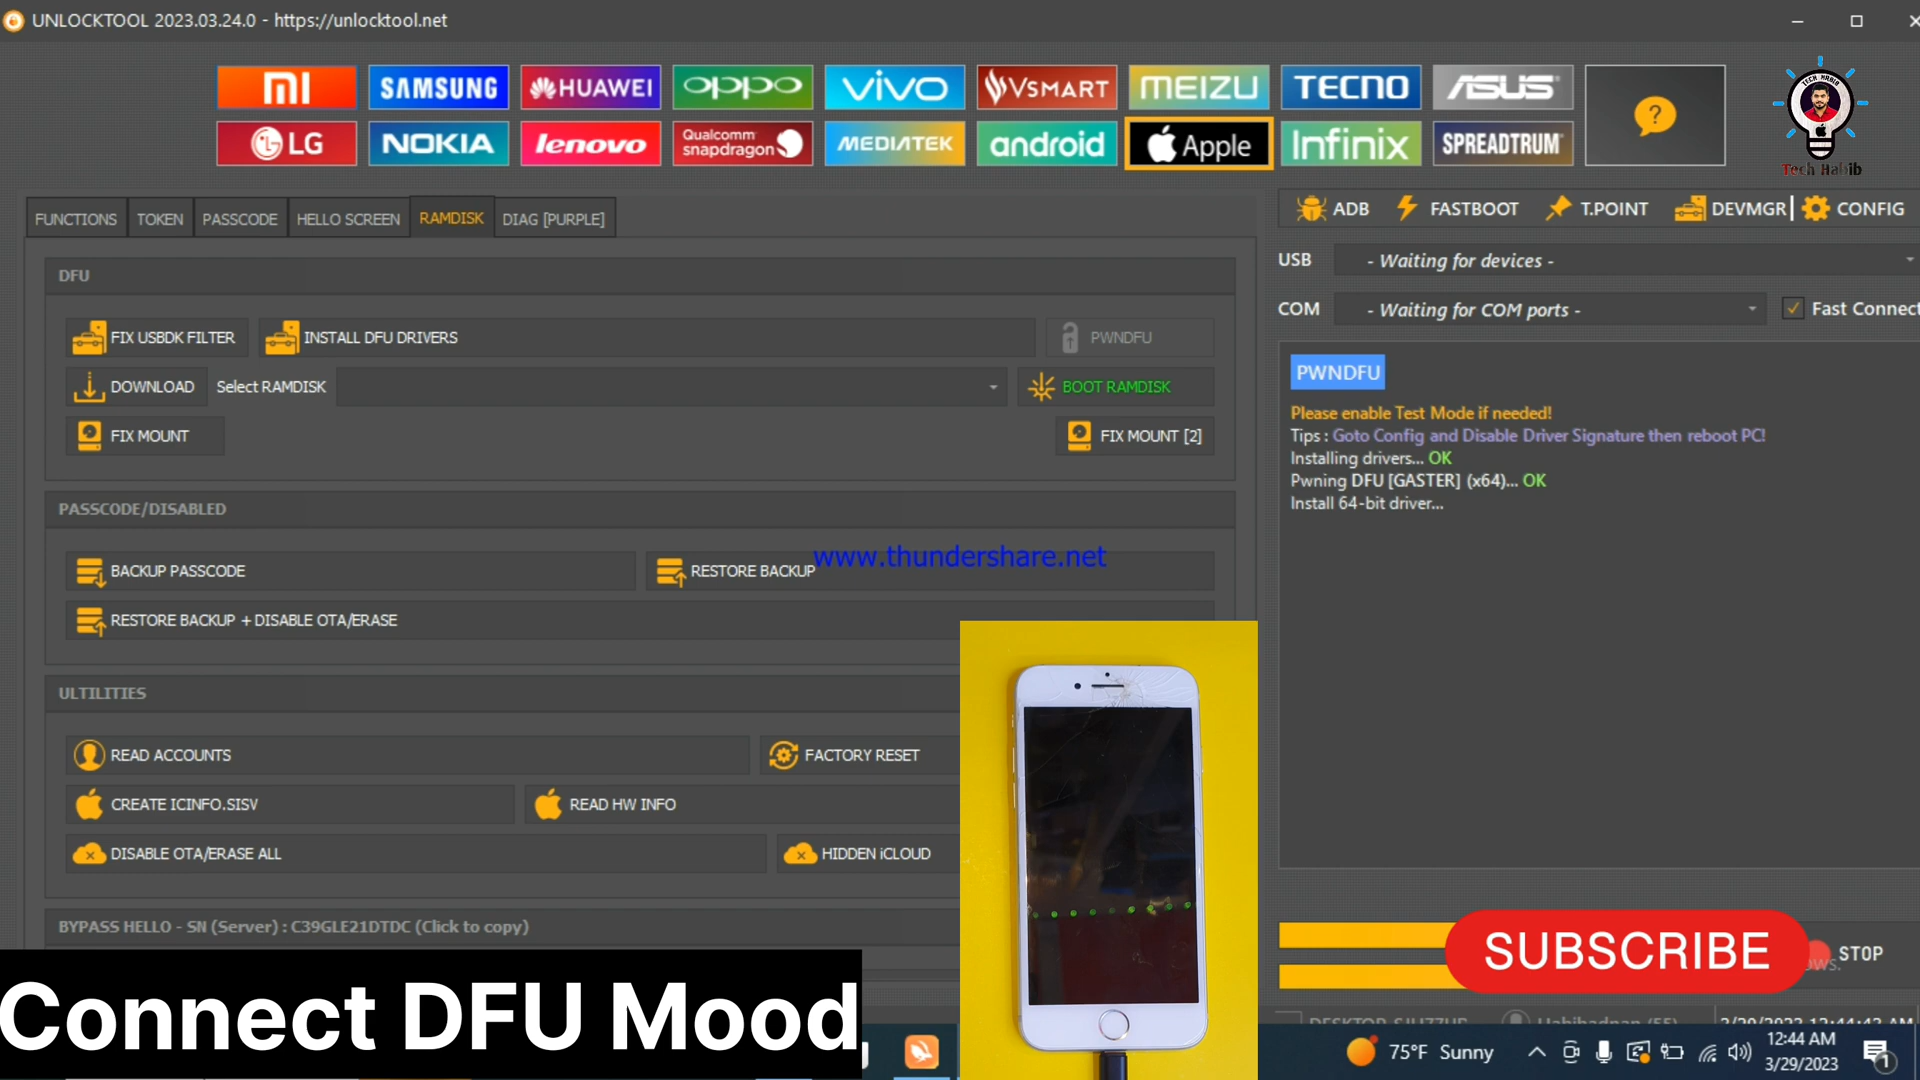 UNLOCKTOOL 2023.03.24.0 - https://unlocktool.net
mi SAMSUNG HUAWEI oppo vivo VSMART MEIZU TECNO ASUS ?
LG NOKIA lenovo Qualcomm snapdragon MEDIATEK android Apple Infinix SPREADTRUM
TECH HABIB
Tech Habib
FUNCTIONS TOKEN PASSCODE HELLO SCREEN RAMDISK DIAG [PURPLE]
ADB FASTBOOT T.POINT DEVMGR CONFIG
USB - Waiting for devices -
COM - Waiting for COM ports - Fast Connect
DFU
FIX USBDK FILTER INSTALL DFU DRIVERS PWNDFU
DOWNLOAD Select RAMDISK BOOT RAMDISK
FIX MOUNT FIX MOUNT [2]
PASSCODE/DISABLED
BACKUP PASSCODE RESTORE BACKUP
www.thundershare.net
RESTORE BACKUP + DISABLE OTA/ERASE
ULTILITIES
READ ACCOUNTS FACTORY RESET
CREATE ICINFO.SISV READ HW INFO
DISABLE OTA/ERASE ALL HIDDEN iCLOUD
BYPASS HELLO - SN (Server) : C39GLE21DTDC (Click to copy)
PWNDFU
Please enable Test Mode if needed!
Tips : Goto Config and Disable Driver Signature then reboot PC!
Installing drivers... OK
Pwning DFU [GASTER] (x64)... OK
Install 64-bit driver...
SUBSCRIBE
STOP
Connect DFU Mood
75°F Sunny
12:44 AM
3/29/2023
1